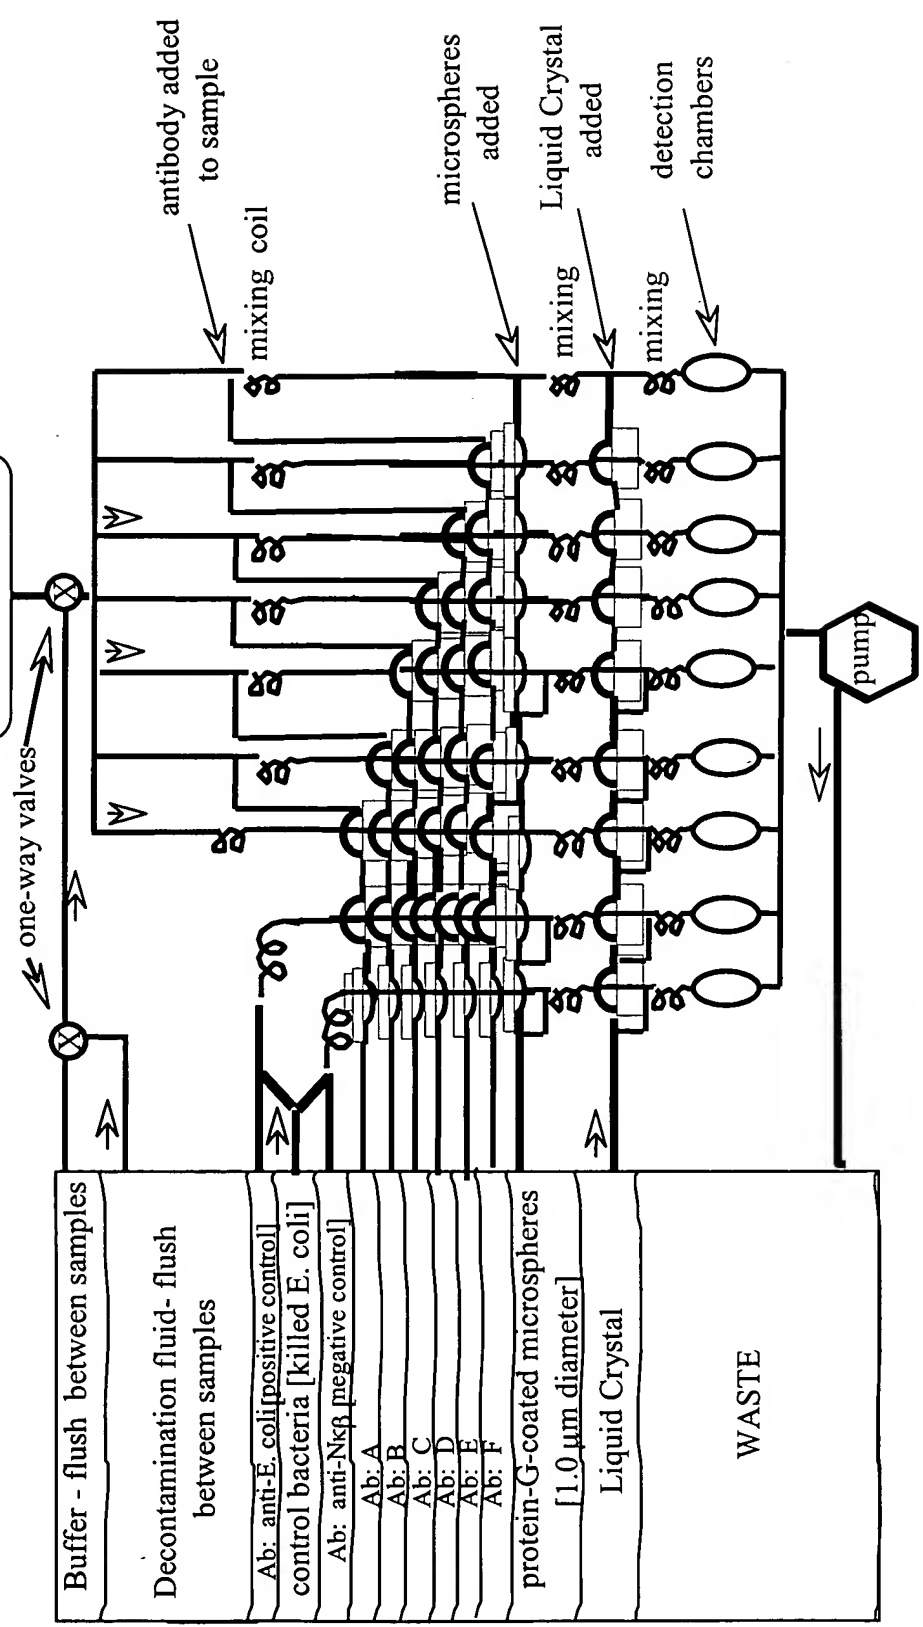 Buffer - flush between samples
Decontamination fluid- flush
between samples
Ab: anti-E. coli[positive control]
control bacteria [killed E. coli]
Ab: anti-Nκβ [negative control]
Ab: A
Ab: B
Ab: C
Ab: D
Ab: E
Ab: F
protein-G-coated microspheres
[1.0 μm diameter]
Liquid Crystal
WASTE
one-way valves
X
X
pump
antibody added
to sample
mixing coil
microspheres
added
mixing
Liquid Crystal
added
mixing
detection
chambers